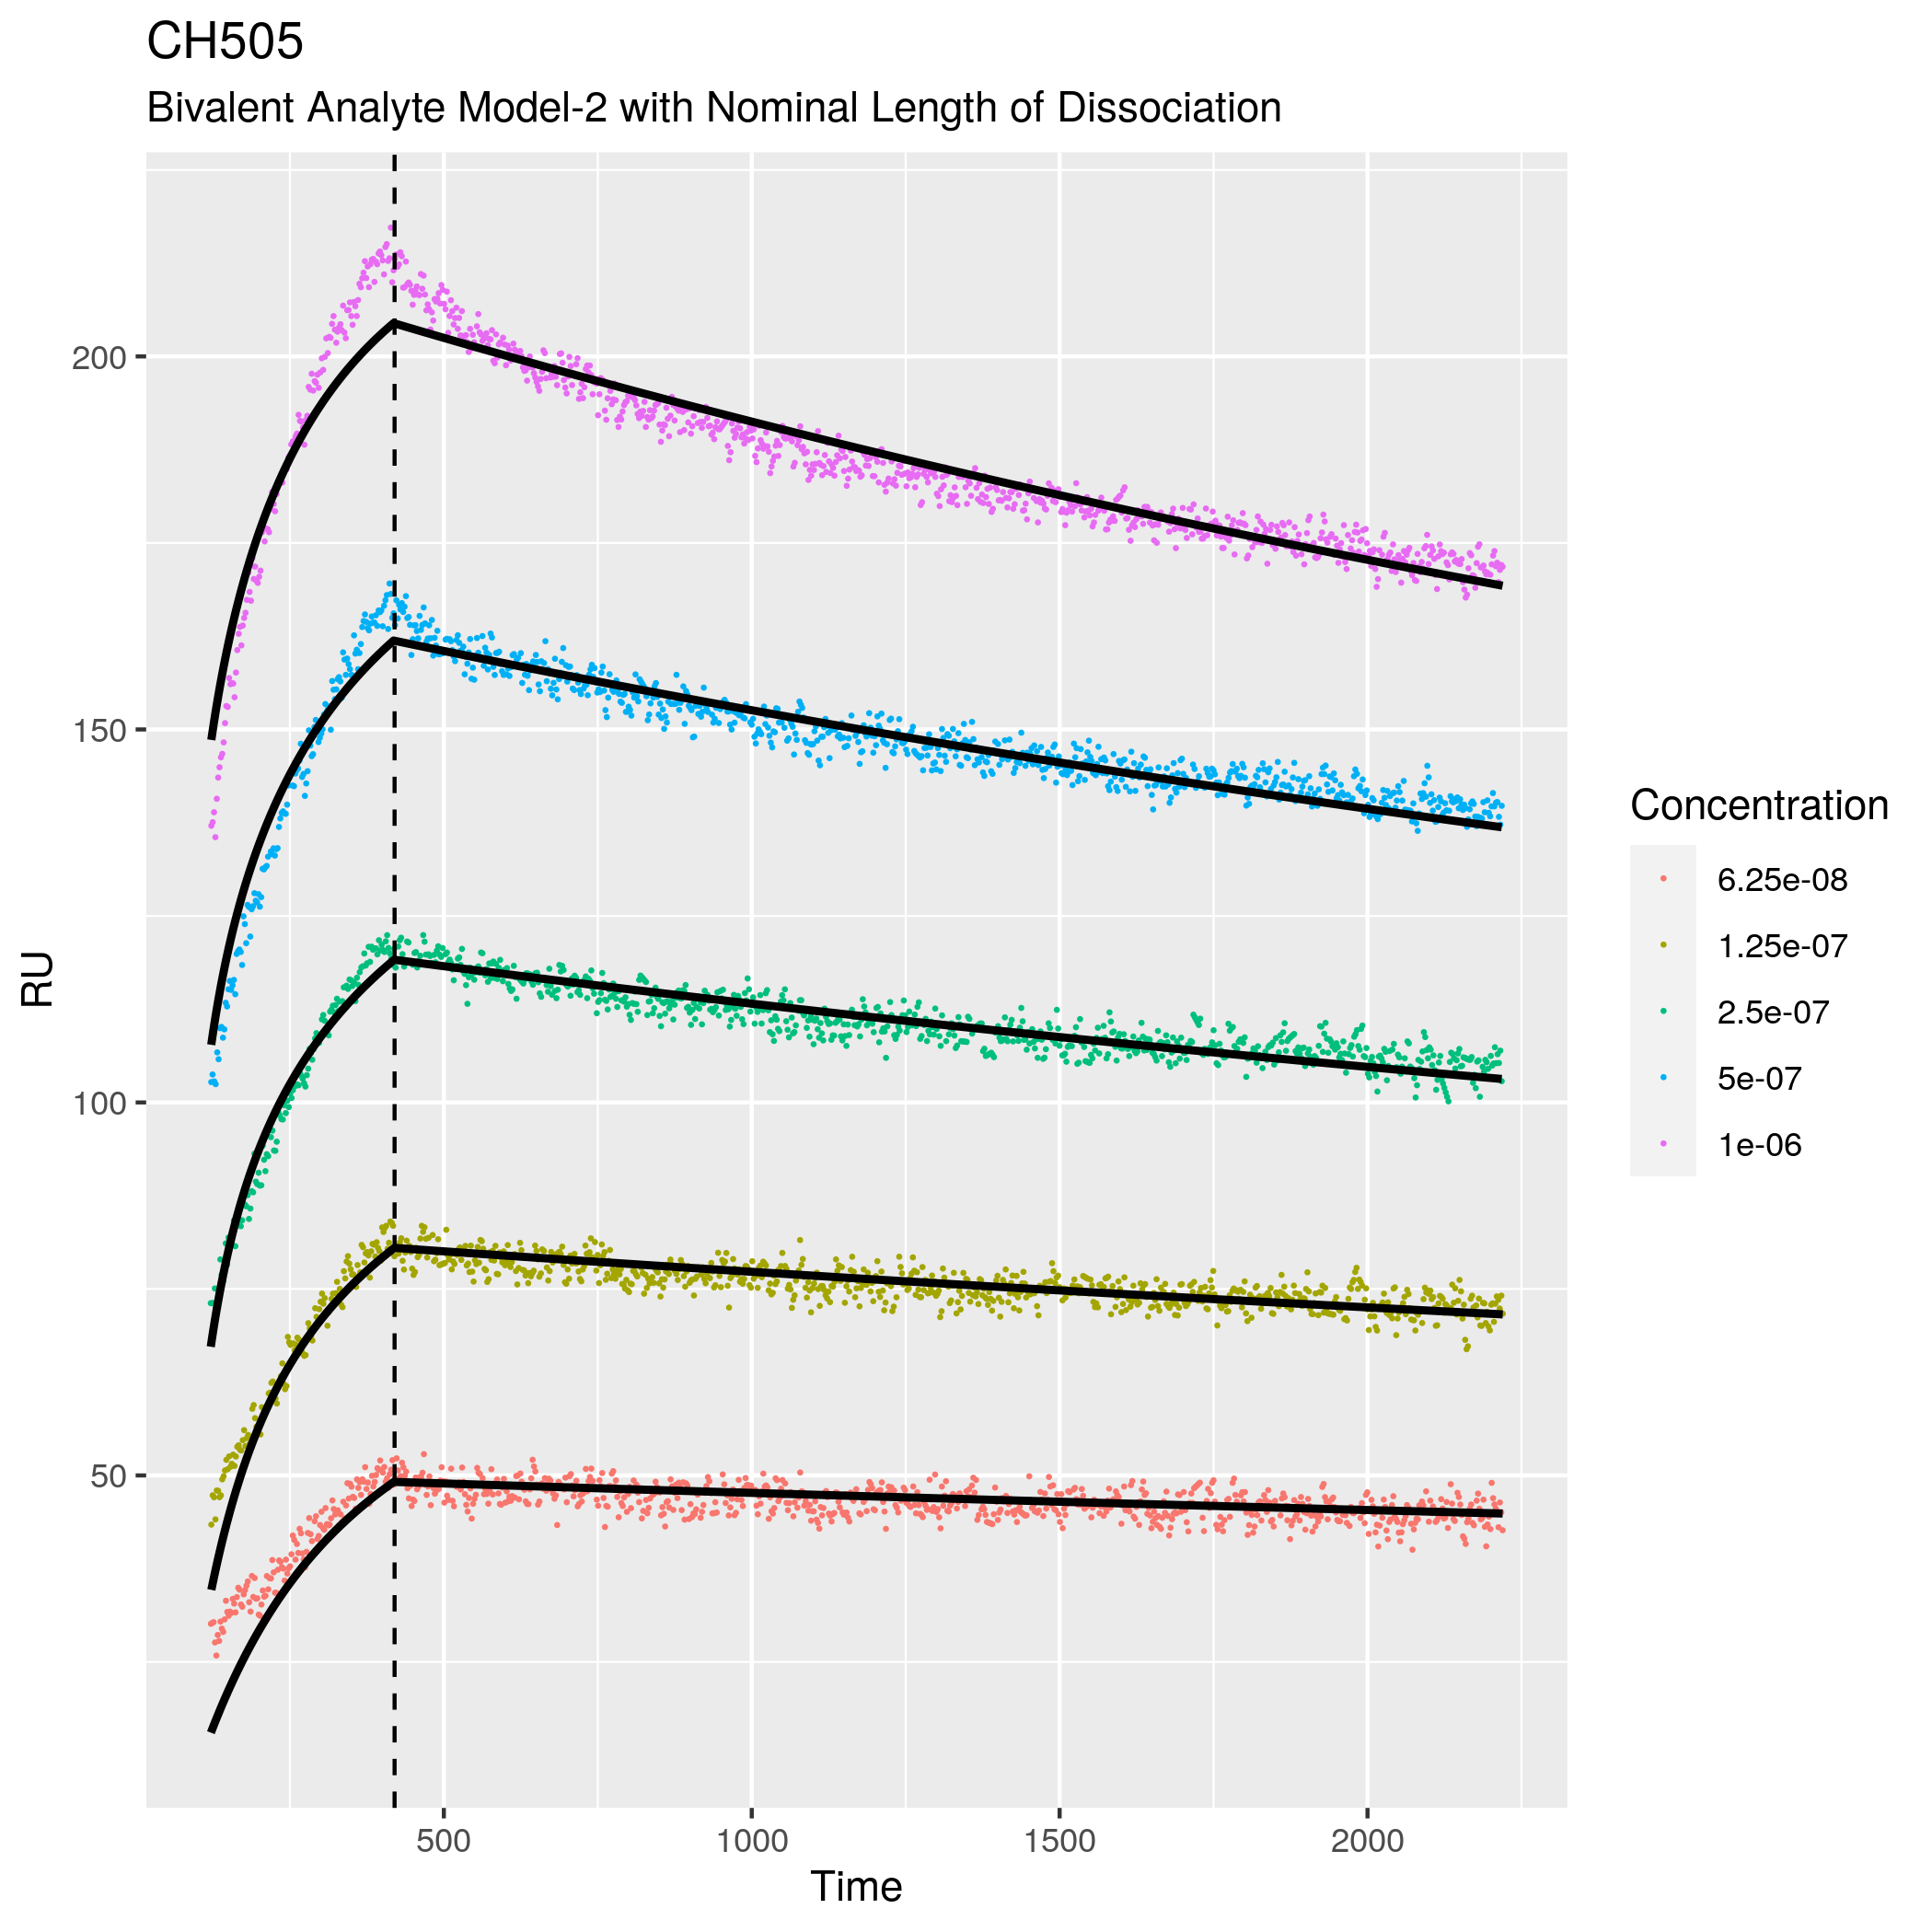 CH505
Bivalent Analyte Model-2 with Nominal Length of Dissociation
RU
200
150
100
50
500
1000
1500
2000
Time
Concentration
6.25e-08
1.25e-07
2.5e-07
5e-07
1e-06